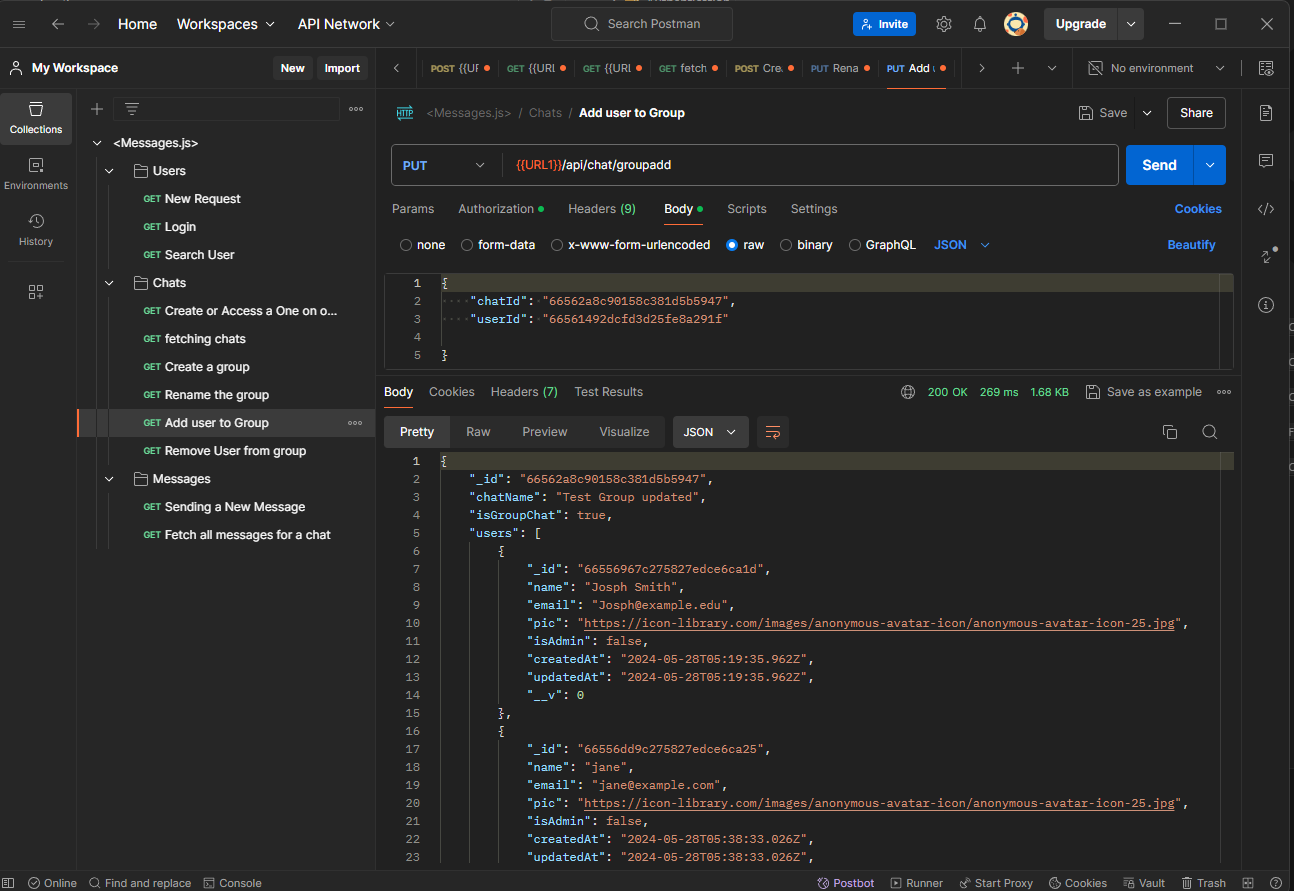 Home Workspaces API Network Search Postman Invite Upgrade
My Workspace New Import POST {{UF GET {{URL GET {{URL GET fetch POST Cre. PUT Rena PUT Add No environment
Collections
Environments
History
<Messages.js>
Users
GET New Request
GET Login
GET Search User
Chats
GET Create or Access a One on o...
GET fetching chats
GET Create a group
GET Rename the group
GET Add user to Group
GET Remove User from group
Messages
GET Sending a New Message
GET Fetch all messages for a chat
HTTP <Messages.js> / Chats / Add user to Group Save Share
PUT {{URL1}}/api/chat/groupadd Send
Params Authorization Headers (9) Body Scripts Settings Cookies
none form-data x-www-form-urlencoded raw binary GraphQL JSON Beautify
1 {
2 "chatId": "66562a8c90158c381d5b5947",
3 "userId": "66561492dcfd3d25fe8a291f"
4
5 }
Body Cookies Headers (7) Test Results 200 OK 269 ms 1.68 KB Save as example
Pretty Raw Preview Visualize JSON
1 {
2 "_id": "66562a8c90158c381d5b5947",
3 "chatName": "Test Group updated",
4 "isGroupChat": true,
5 "users": [
6 {
7 "_id": "66556967c275827edce6ca1d",
8 "name": "Josph Smith",
9 "email": "Josph@example.edu",
10 "pic": "https://icon-library.com/images/anonymous-avatar-icon/anonymous-avatar-icon-25.jpg",
11 "isAdmin": false,
12 "createdAt": "2024-05-28T05:19:35.962Z",
13 "updatedAt": "2024-05-28T05:19:35.962Z",
14 "__v": 0
15 },
16 {
17 "_id": "66556dd9c275827edce6ca25",
18 "name": "jane",
19 "email": "jane@example.com",
20 "pic": "https://icon-library.com/images/anonymous-avatar-icon/anonymous-avatar-icon-25.jpg",
21 "isAdmin": false,
22 "createdAt": "2024-05-28T05:38:33.026Z",
23 "updatedAt": "2024-05-28T05:38:33.026Z",
Online Find and replace Console Postbot Runner Start Proxy Cookies Vault Trash